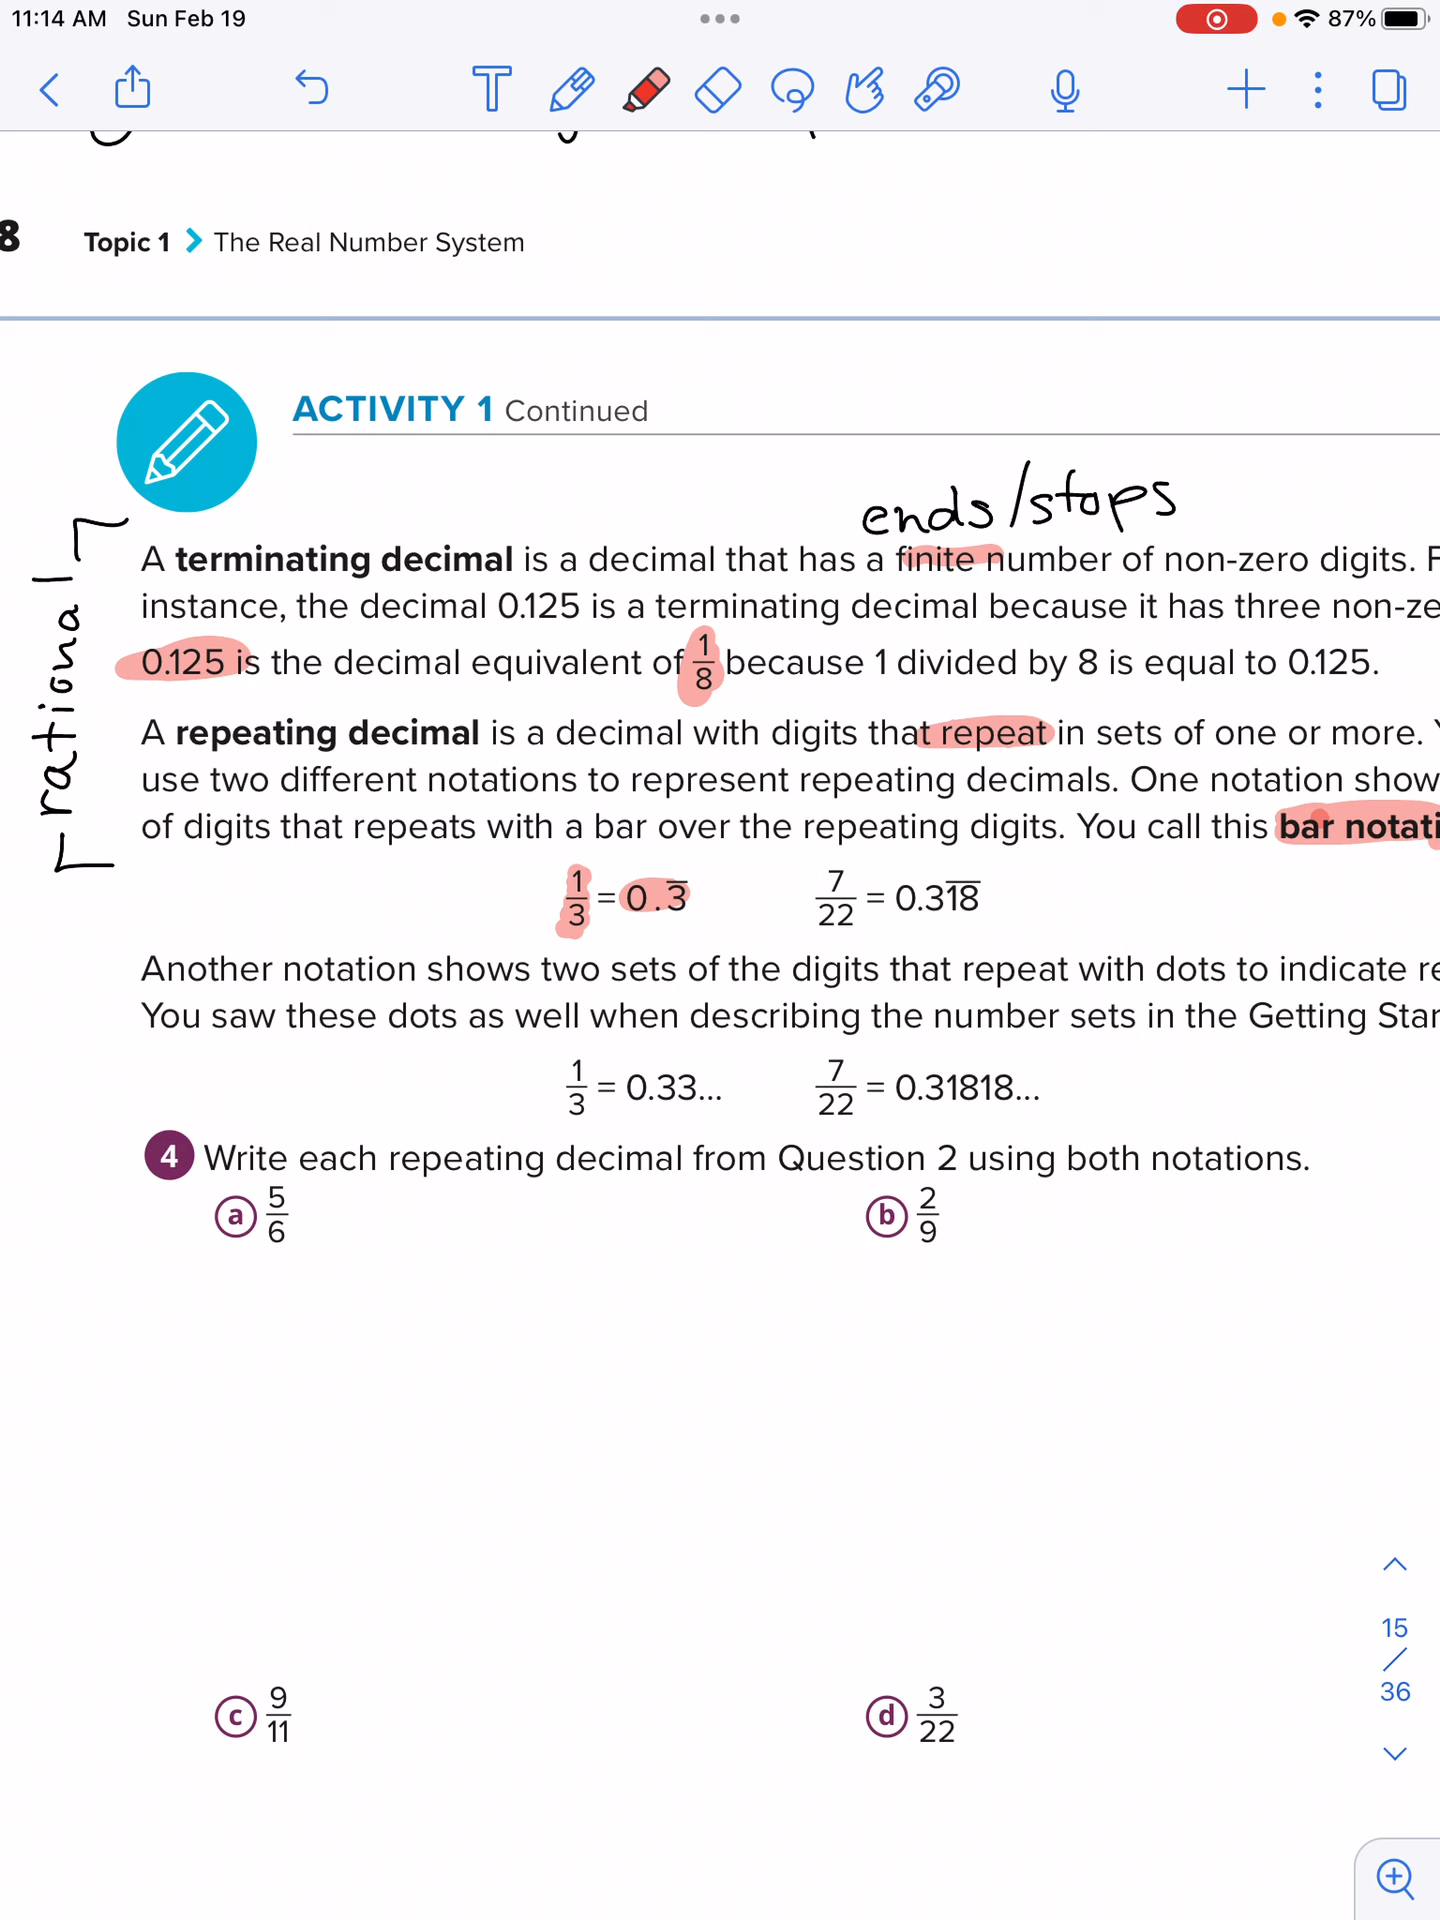 11:14 AM Sun Feb 19
87%
8 Topic 1 > The Real Number System
ACTIVITY 1 Continued
ends/stops
rational
A terminating decimal is a decimal that has a finite number of non-zero digits. F
instance, the decimal 0.125 is a terminating decimal because it has three non-ze
0.125 is the decimal equivalent of 1/8 because 1 divided by 8 is equal to 0.125.
A repeating decimal is a decimal with digits that repeat in sets of one or more. Y
use two different notations to represent repeating decimals. One notation show
of digits that repeats with a bar over the repeating digits. You call this bar notati
1/3 = 0.3̅ 7/22 = 0.31̅8̅
Another notation shows two sets of the digits that repeat with dots to indicate re
You saw these dots as well when describing the number sets in the Getting Star
1/3 = 0.33... 7/22 = 0.31818...
4 Write each repeating decimal from Question 2 using both notations.
a 5/6 b 2/9
c 9/11 d 3/22
15
/
36